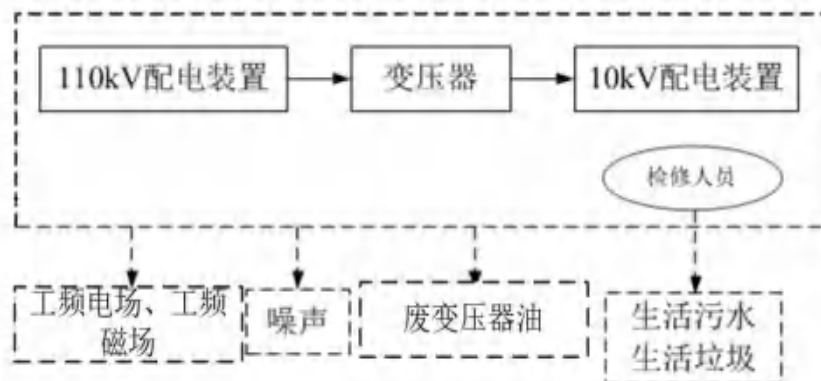 110kV配电装置
变压器
10kV配电装置
检修人员
工频电场、工频
磁场
噪声
废变压器油
生活污水
生活垃圾